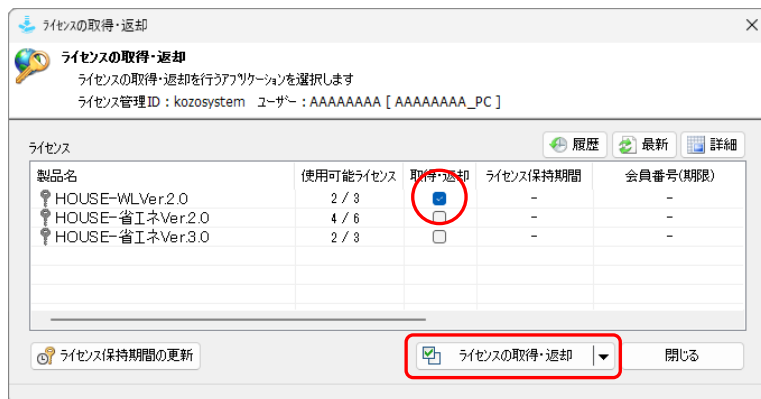 ライセンスの取得・返却
ライセンスの取得・返却
ライセンスの取得・返却を行うアプリケーションを選択します
ライセンス管理ID：kozosystem ユーザー：AAAAAAAA [ AAAAAAAA_PC ]
ライセンス 履歴 最新 詳細
製品名 使用可能ライセンス 取得・返却 ライセンス保持期間 会員番号(期限)
HOUSE-WLVer.2.0 2 / 3 - -
HOUSE-省エネVer.2.0 4 / 6 - -
HOUSE-省エネVer.3.0 2 / 3 - -
ライセンス保持期間の更新 ライセンスの取得・返却 閉じる